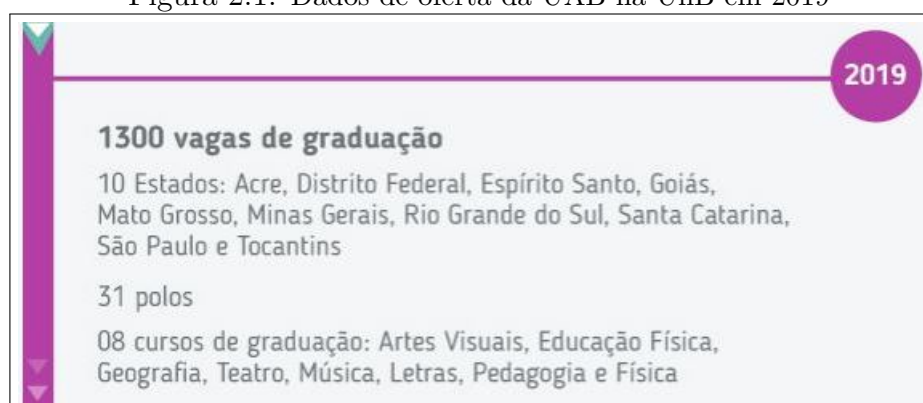 Figura 2.1: Dados de oferta da UAB na UnB em 2019
2019
1300 vagas de graduação
10 Estados: Acre, Distrito Federal, Espírito Santo, Goiás,
Mato Grosso, Minas Gerais, Rio Grande do Sul, Santa Catarina,
São Paulo e Tocantins
31 polos
08 cursos de graduação: Artes Visuais, Educação Física,
Geografia, Teatro, Música, Letras, Pedagogia e Física